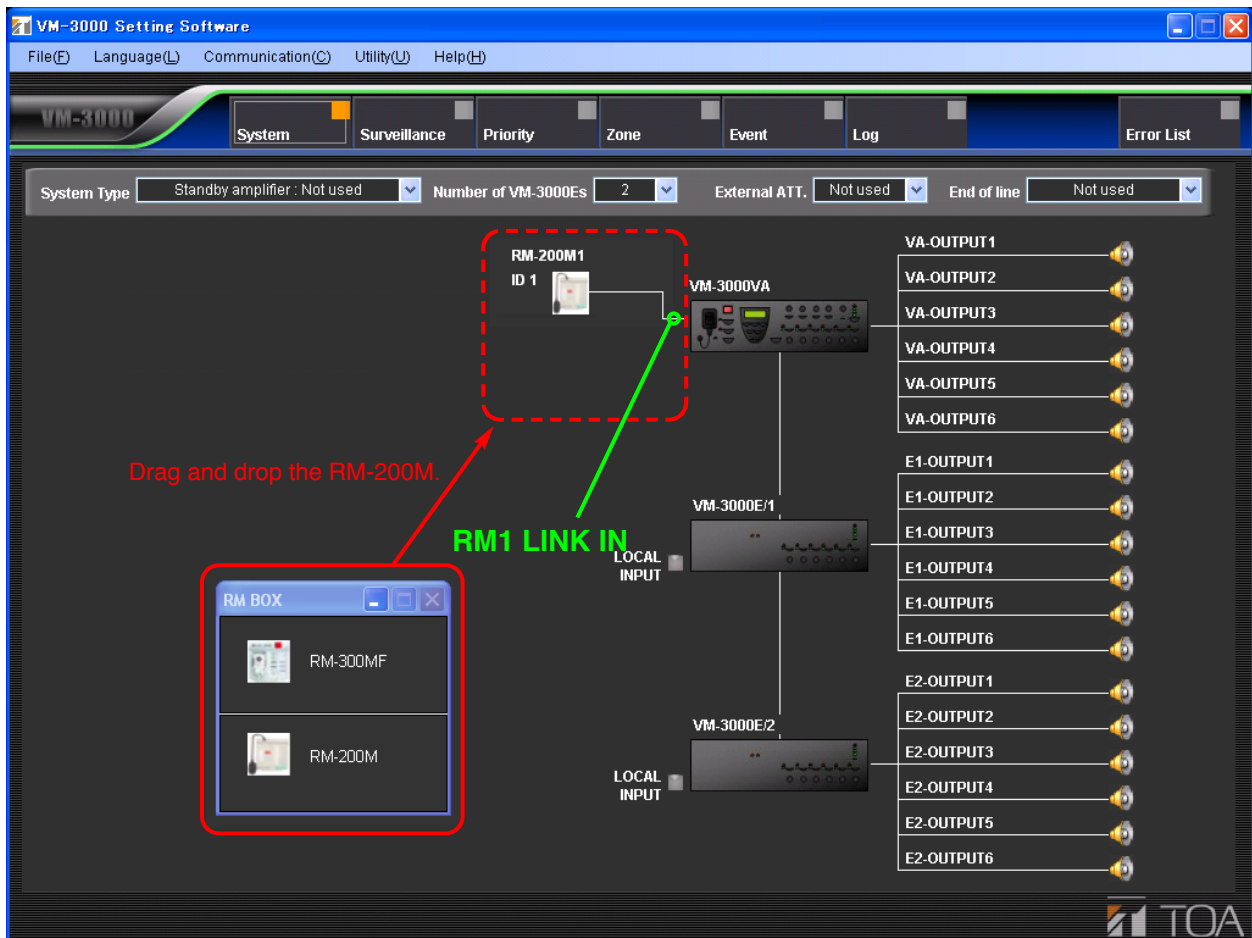 VM-3000 Setting Software
File(F) Language(L) Communication(C) Utility(U) Help(H)
VM-3000
System Surveillance Priority Zone Event Log Error List
System Type Standby amplifier : Not used Number of VM-3000Es 2 External ATT. Not used End of line Not used
RM-200M1
ID 1
VM-3000VA
VA-OUTPUT1
VA-OUTPUT2
VA-OUTPUT3
VA-OUTPUT4
VA-OUTPUT5
VA-OUTPUT6
Drag and drop the RM-200M.
RM1 LINK IN
VM-3000E/1
LOCAL
INPUT
E1-OUTPUT1
E1-OUTPUT2
E1-OUTPUT3
E1-OUTPUT4
E1-OUTPUT5
E1-OUTPUT6
RM BOX
RM-300MF
RM-200M
VM-3000E/2
LOCAL
INPUT
E2-OUTPUT1
E2-OUTPUT2
E2-OUTPUT3
E2-OUTPUT4
E2-OUTPUT5
E2-OUTPUT6
TOA